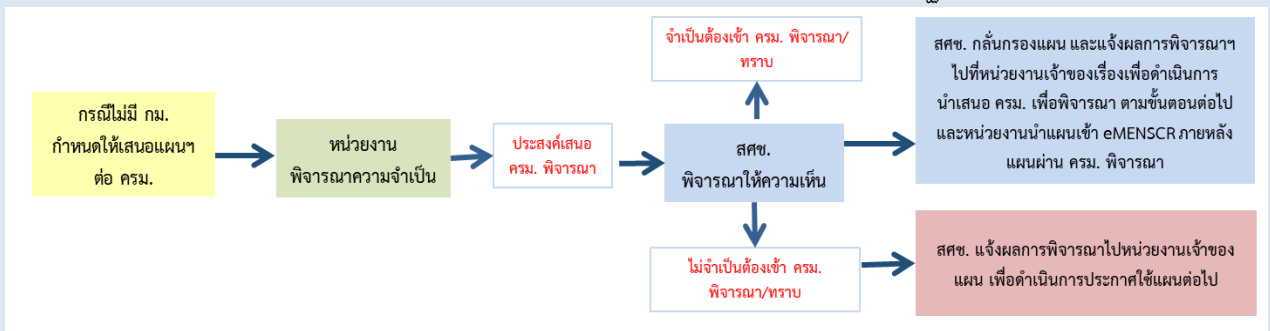 กรณีไม่มี กม.
กำหนดให้เสนอแผนฯ
ต่อ ครม.
หน่วยงาน
พิจารณาความจำเป็น
ประสงค์เสนอ
ครม. พิจารณา
สศช.
พิจารณาให้ความเห็น
จำเป็นต้องเข้า ครม. พิจารณา/
ทราบ
สศช. กลั่นกรองแผน และแจ้งผลการพิจารณาฯ
ไปที่หน่วยงานเจ้าของเรื่องเพื่อดำเนินการ
นำเสนอ ครม. เพื่อพิจารณา ตามขั้นตอนต่อไป
และหน่วยงานนำแผนเข้า eMENSCR ภายหลัง
แผนผ่าน ครม. พิจารณา
ไม่จำเป็นต้องเข้า ครม.
พิจารณา/ทราบ
สศช. แจ้งผลการพิจารณาไปหน่วยงานเจ้าของ
แผน เพื่อดำเนินการประกาศใช้แผนต่อไป